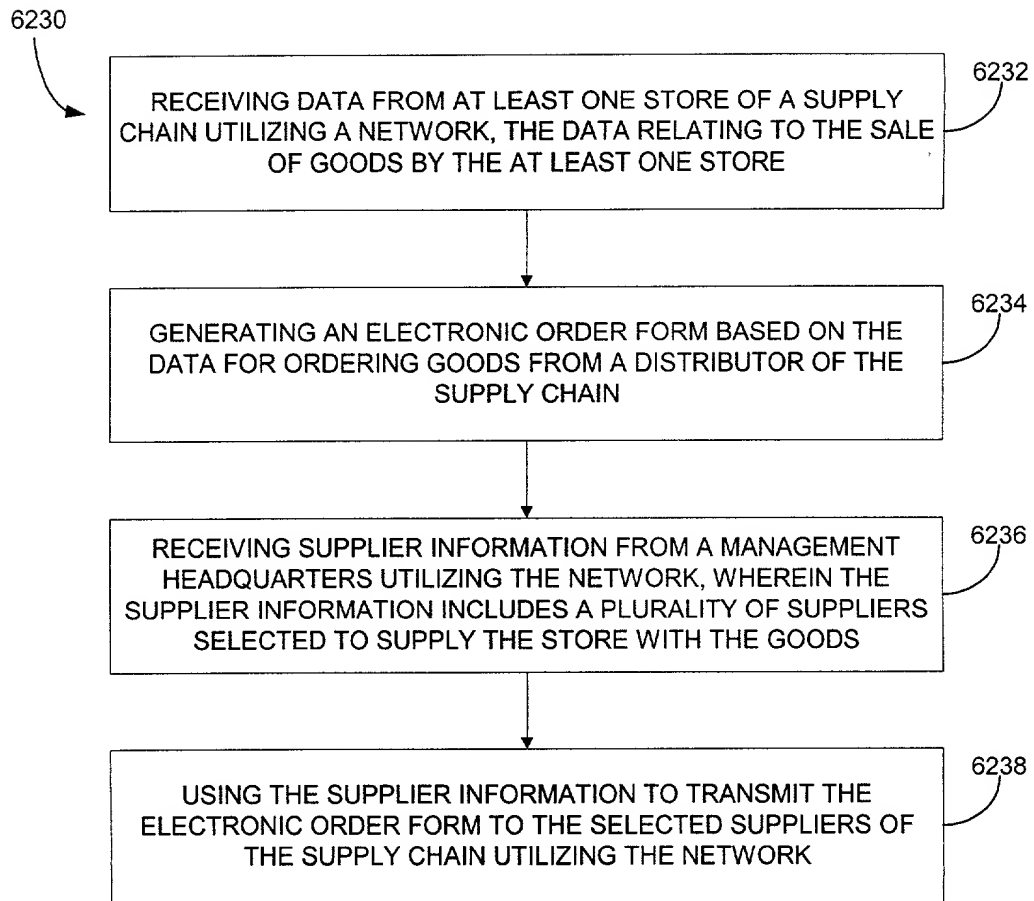 6230
6232
RECEIVING DATA FROM AT LEAST ONE STORE OF A SUPPLY
CHAIN UTILIZING A NETWORK, THE DATA RELATING TO THE SALE
OF GOODS BY THE AT LEAST ONE STORE
6234
GENERATING AN ELECTRONIC ORDER FORM BASED ON THE
DATA FOR ORDERING GOODS FROM A DISTRIBUTOR OF THE
SUPPLY CHAIN
6236
RECEIVING SUPPLIER INFORMATION FROM A MANAGEMENT
HEADQUARTERS UTILIZING THE NETWORK, WHEREIN THE
SUPPLIER INFORMATION INCLUDES A PLURALITY OF SUPPLIERS
SELECTED TO SUPPLY THE STORE WITH THE GOODS
6238
USING THE SUPPLIER INFORMATION TO TRANSMIT THE
ELECTRONIC ORDER FORM TO THE SELECTED SUPPLIERS OF
THE SUPPLY CHAIN UTILIZING THE NETWORK